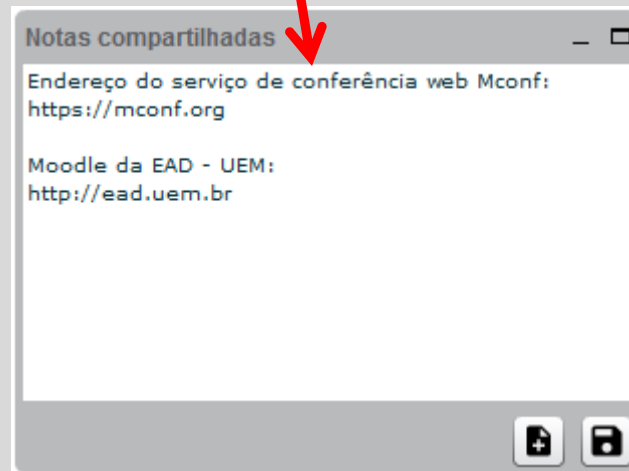 Notas compartilhadas
Endereço do serviço de conferência web Mconf:
https://mconf.org
Moodle da EAD - UEM:
http://ead.uem.br